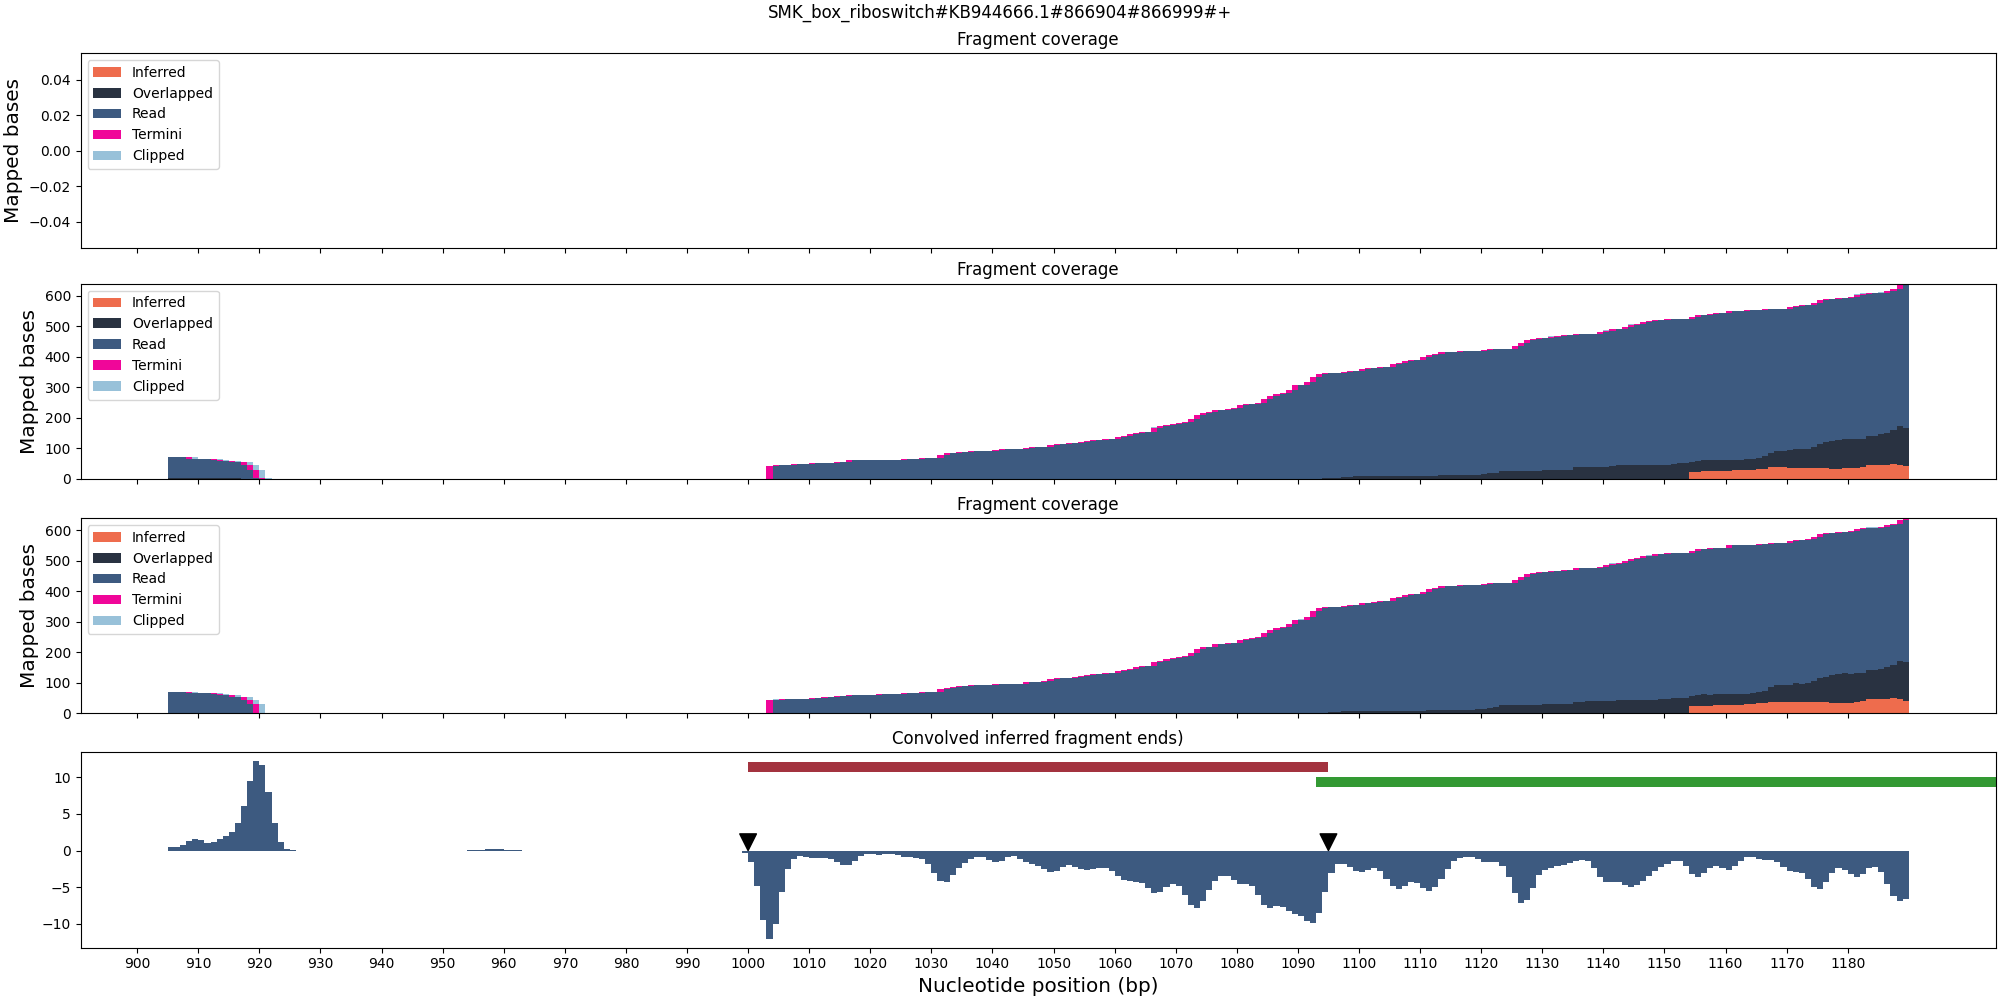 SMK_box_riboswitch#KB944666.1#866904#866999#+
Fragment coverage
Mapped bases
0.04
0.02
0.00
−0.02
−0.04
Inferred
Overlapped
Read
Termini
Clipped
Fragment coverage
Mapped bases
600
500
400
300
200
100
0
Inferred
Overlapped
Read
Termini
Clipped
Fragment coverage
Mapped bases
600
500
400
300
200
100
0
Inferred
Overlapped
Read
Termini
Clipped
Convolved inferred fragment ends)
10
5
0
−5
−10
900 910 920 930 940 950 960 970 980 990 1000 1010 1020 1030 1040 1050 1060 1070 1080 1090 1100 1110 1120 1130 1140 1150 1160 1170 1180
Nucleotide position (bp)